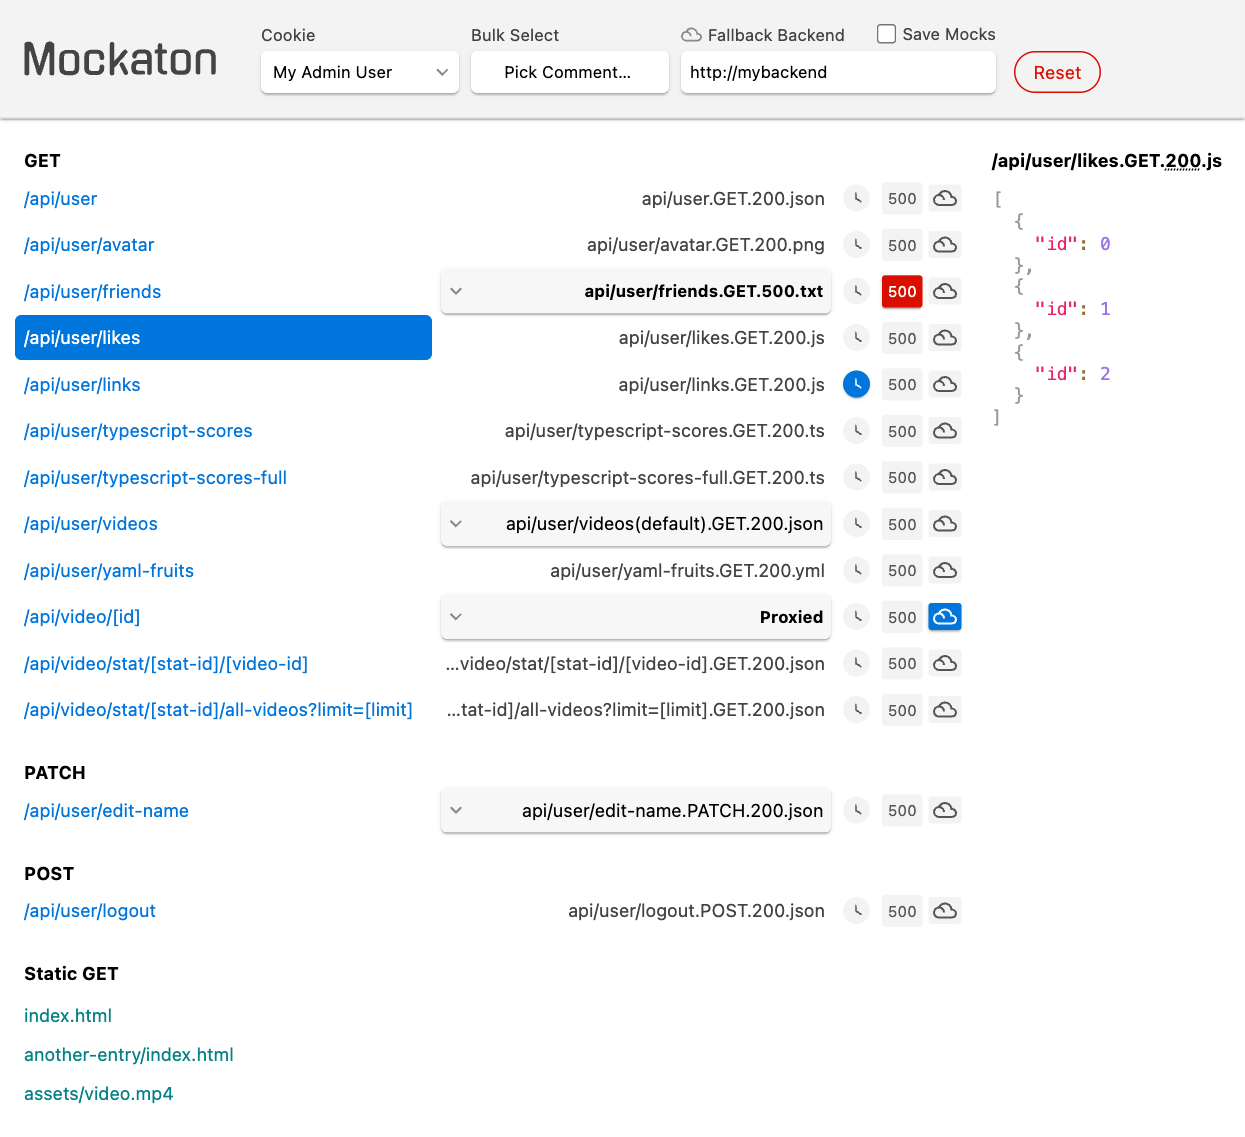 Mockaton
Cookie
My Admin User
Bulk Select
Pick Comment...
Fallback Backend
Save Mocks
http://mybackend
Reset
GET
/api/user api/user.GET.200.json 500
/api/user/avatar api/user/avatar.GET.200.png 500
/api/user/friends api/user/friends.GET.500.txt 500
/api/user/likes api/user/likes.GET.200.js 500
/api/user/links api/user/links.GET.200.js 500
/api/user/typescript-scores api/user/typescript-scores.GET.200.ts 500
/api/user/typescript-scores-full api/user/typescript-scores-full.GET.200.ts 500
/api/user/videos api/user/videos(default).GET.200.json 500
/api/user/yaml-fruits api/user/yaml-fruits.GET.200.yml 500
/api/video/[id] Proxied 500
/api/video/stat/[stat-id]/[video-id] ...video/stat/[stat-id]/[video-id].GET.200.json 500
/api/video/stat/[stat-id]/all-videos?limit=[limit] ...tat-id]/all-videos?limit=[limit].GET.200.json 500
PATCH
/api/user/edit-name api/user/edit-name.PATCH.200.json 500
POST
/api/user/logout api/user/logout.POST.200.json 500
Static GET
index.html
another-entry/index.html
assets/video.mp4
/api/user/likes.GET.200.js
[
{
"id": 0
},
{
"id": 1
},
{
"id": 2
}
]